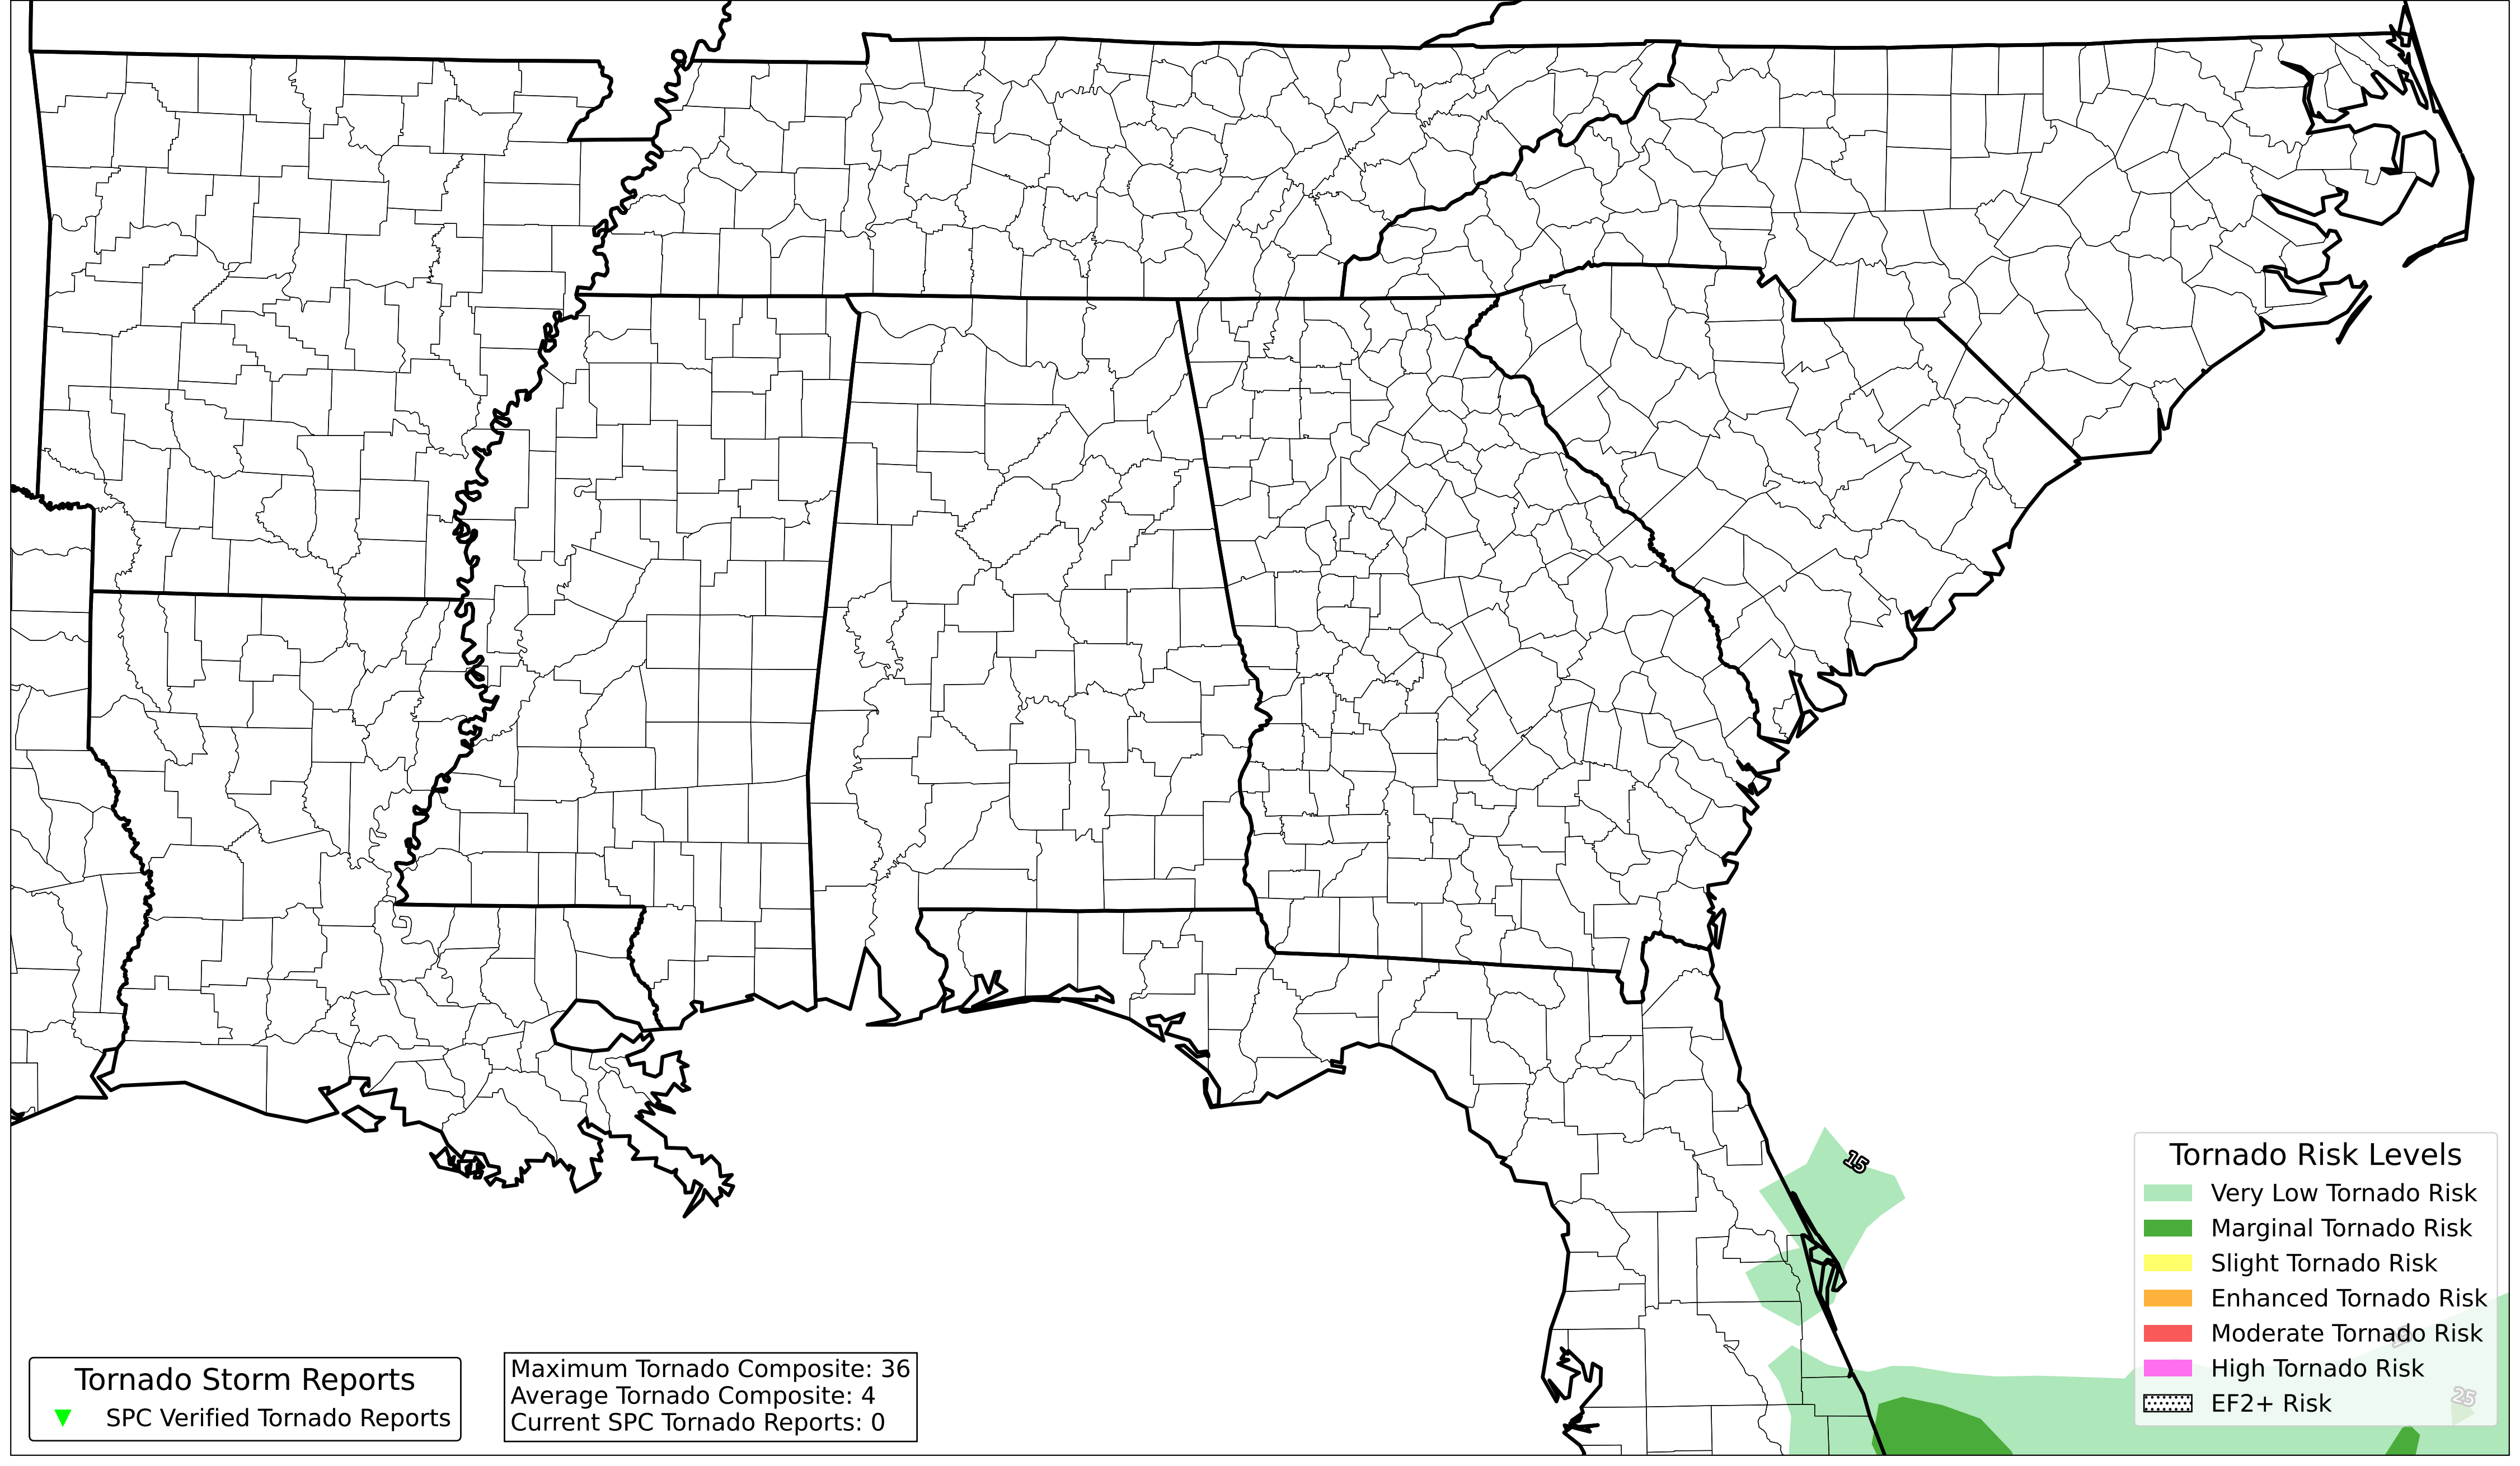 15
Tornado Risk Levels
Very Low Tornado Risk
Marginal Tornado Risk
Slight Tornado Risk
Enhanced Tornado Risk
Moderate Tornado Risk
High Tornado Risk
EF2+ Risk
25
Tornado Storm Reports
SPC Verified Tornado Reports
Maximum Tornado Composite: 36
Average Tornado Composite: 4
Current SPC Tornado Reports: 0